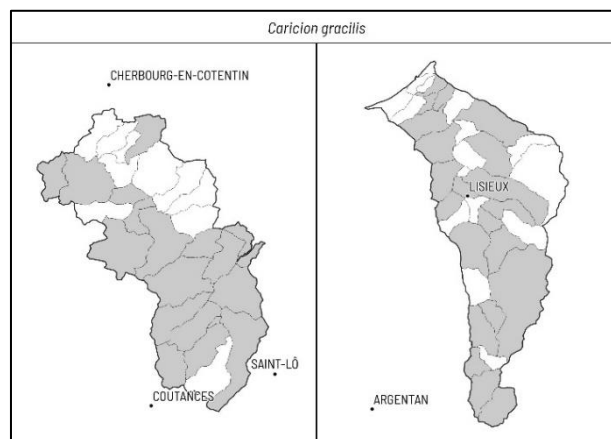 Caricion gracilis
CHERBOURG-EN-COTENTIN
SAINT-LÔ
COUTANCES
LISIEUX
ARGENTAN